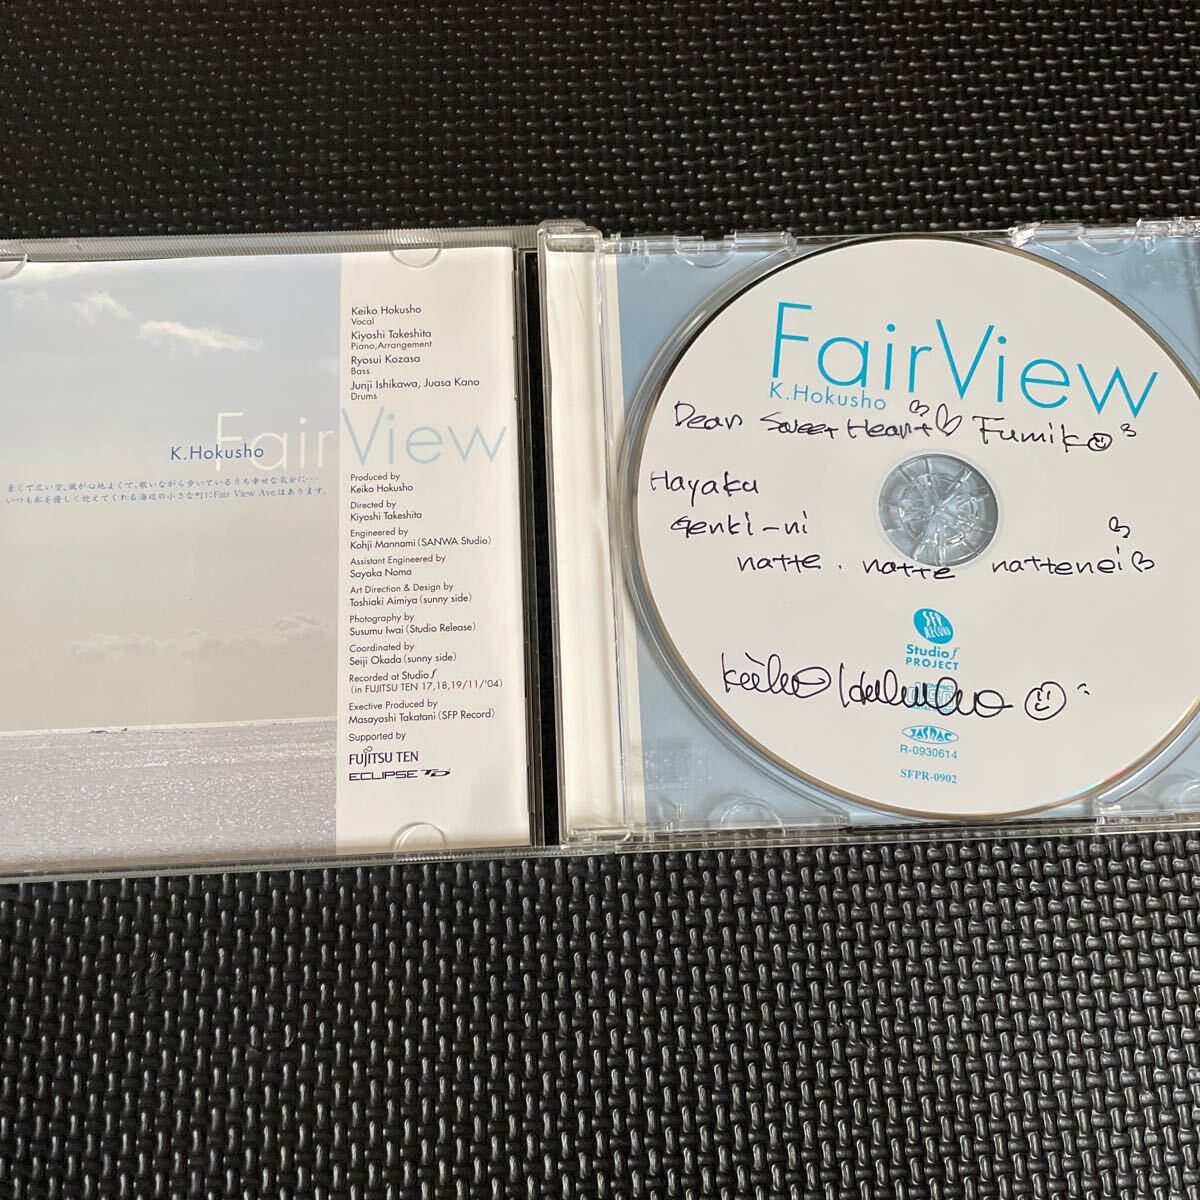 Keiko Hokusho
Vocal
Kiyoshi Takeshita
Piano,Arrangement
Ryosui Kozasa
Bass
Junji Ishikawa, Juasa Kano
Drums
Fair View
K.Hokusho
青くて広い空、風が心地よくて、歌いながら歩いているうち幸せな気分に・・・
いつも私を優しく迎えてくれる海辺の小さな町にFair View Ave.はあります。
Produced by
Keiko Hokusho
Directed by
Kiyoshi Takeshita
Engineered by
Kohji Mannami (SANWA Studio)
Assistant Engineered by
Sayaka Noma
Art Direction & Design by
Toshiaki Aimiya (sunny side)
Photography by
Susumu Iwai (Studio Release)
Coordinated by
Seiji Okada (sunny side)
Recorded at Studio f
(in FUJITSU TEN 17,18,19/11/'04)
Exective Produced by
Masayoshi Takatani (SFP Record)
Supported by
FUJITSU TEN
ECLIPSE TD
FairView
K.Hokusho
Dear Sweet Heart Fumiko
Hayaku
genki-ni
natte. natte nattenei
SFP
RECORD
Studio f
PROJECT
Keiko Hokusho
JASRAC
R-0930614
SFPR-0902